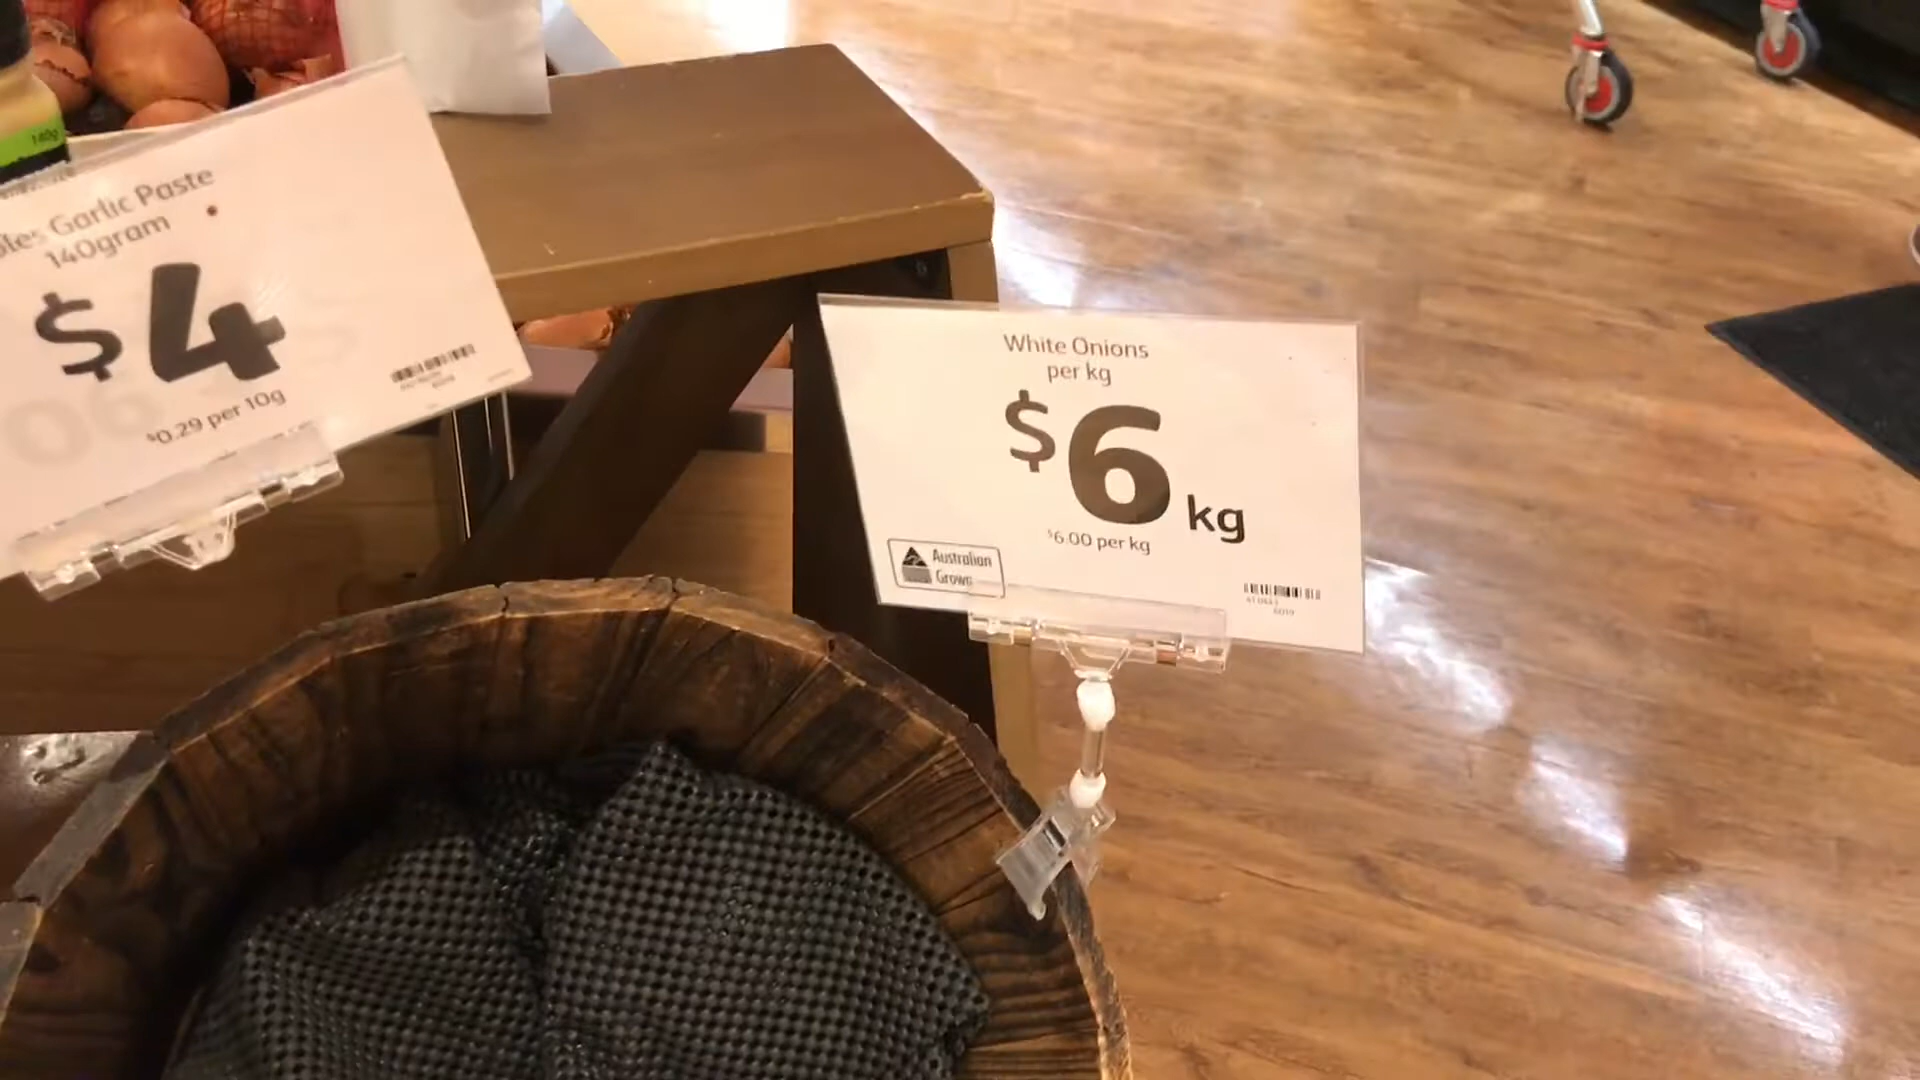 140g
Garlic Paste
140gram
$4
$0.29 per 10g
White Onions
per kg
$6 kg
$6.00 per kg
Australian
Grown